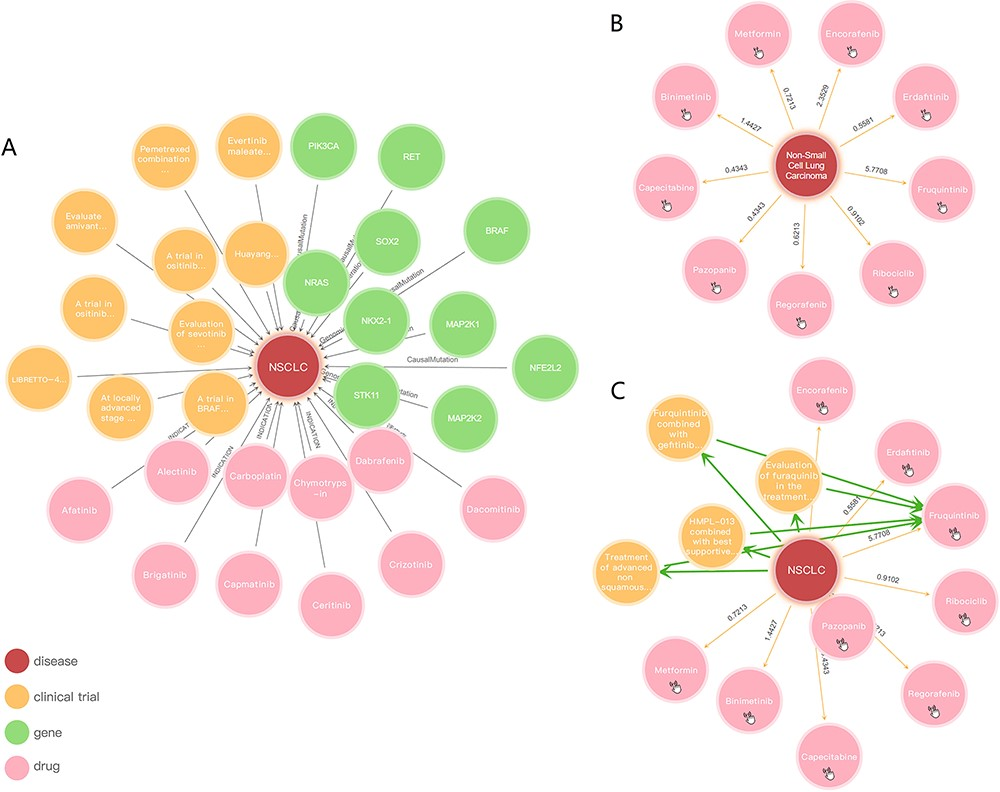 A
Pemetrexed
combination
...
Evertinib
maleate...
PIK3CA
RET
Evaluate
amivant...
A trial in
ositinib...
Huayang...
NRAS
SOX2
BRAF
A trial in
ositinib...
Evaluation
of sevotinib
...
NKX2-1
MAP2K1
NSCLC
CausalMutation
NFE2L2
LIBRETTO-4...
At locally
advanced
stage ...
A trial in
BRAF...
STK11
MAP2K2
INDICATION
INDICATION
INDICATION
Alectinib
Carboplatin
Chymotryps
-in
Dabrafenib
Afatinib
Dacomitinib
Brigatinib
Capmatinib
Ceritinib
Crizotinib
disease
clinical trial
gene
drug
B
Metformin
Encorafenib
Binimetinib
Erdafitinib
0.7213
2.3529
1.4427
0.5581
Non-Small
Cell Lung
Carcinoma
Capecitabine
0.4343
5.7708
Fruquintinib
0.4343
0.6213
0.9102
Pazopanib
Regorafenib
Ribociclib
C
Encorafenib
Furquintinib
combined
with
gefitinib...
Evaluation
of furaquinib
in the
treatment...
Erdafitinib
0.5581
Fruquintinib
HMPL-013
combined
with best
supportive...
5.7708
Treatment
of advanced
non
squamous...
NSCLC
0.9102
Ribociclib
0.7213
1.4427
Pazopanib
Metformin
Binimetinib
Regorafenib
Capecitabine